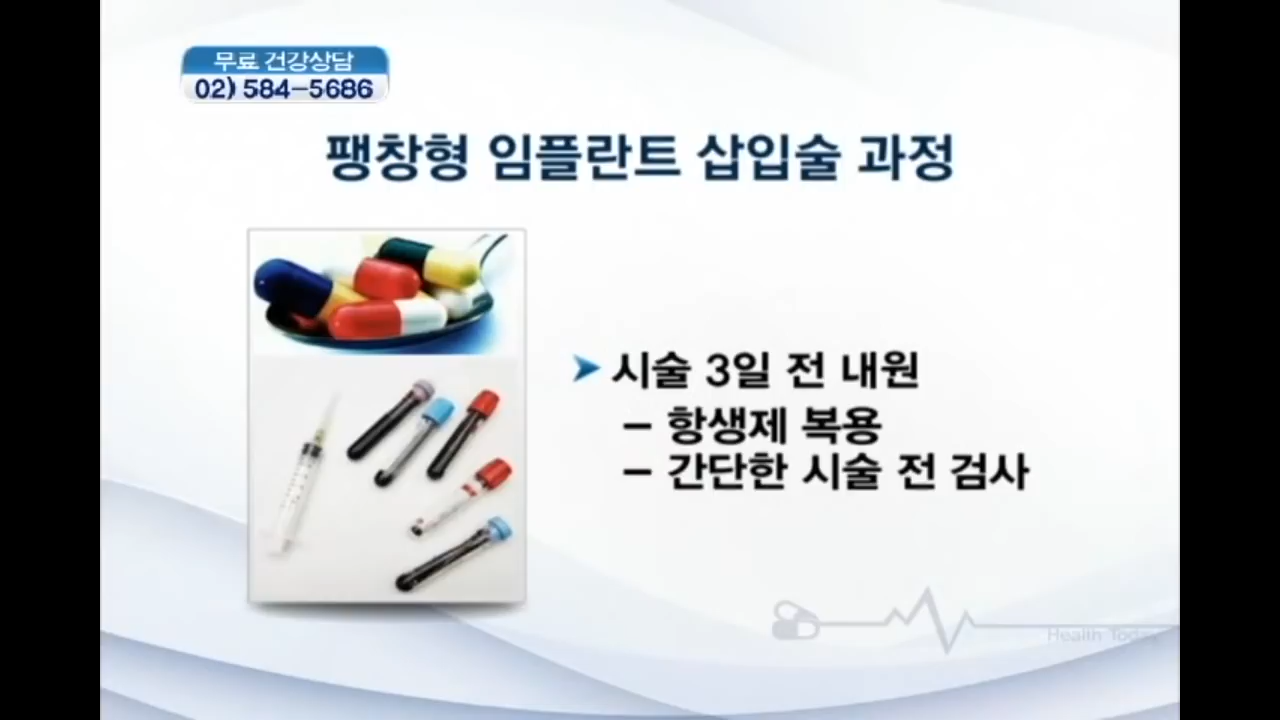 무료 건강상담
02) 584-5686
팽창형 임플란트 삽입술 과정
➤ 시술 3일 전 내원
- 항생제 복용
- 간단한 시술 전 검사
Health Today